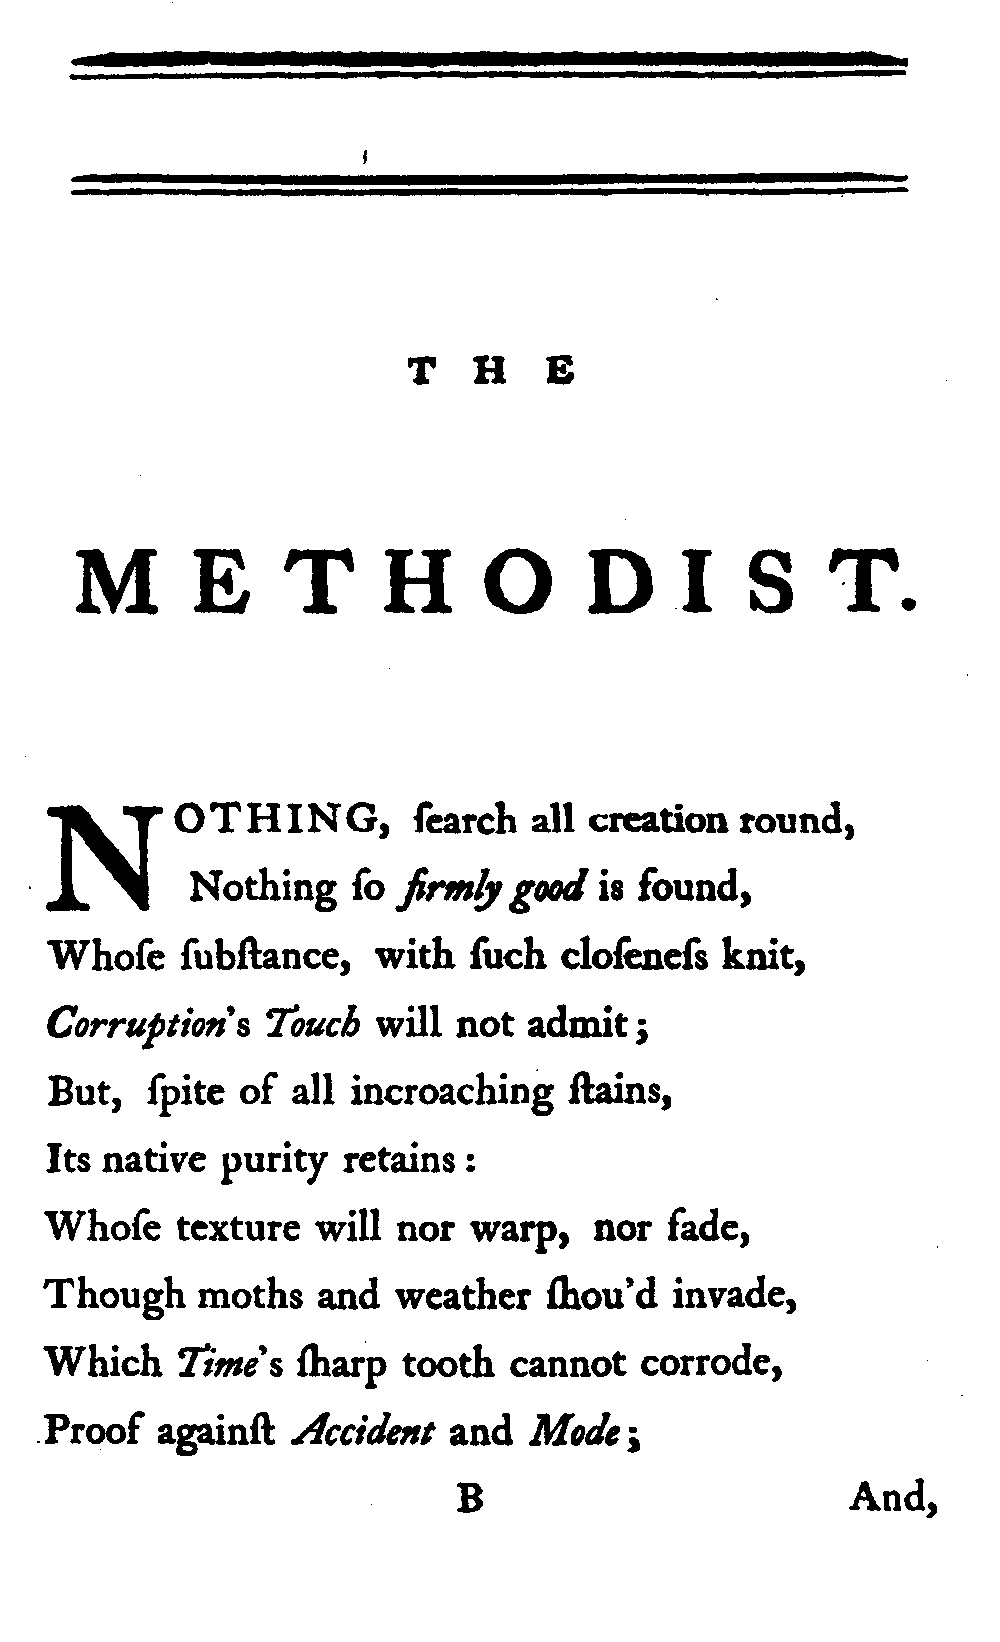 THE
METHODIST.
NOTHING, ſearch all creation round,
Nothing ſo firmly good is found,
Whoſe ſubſtance, with ſuch cloſeneſs knit,
Corruption's Touch will not admit;
But, ſpite of all incroaching ſtains,
Its native purity retains:
Whoſe texture will nor warp, nor fade,
Though moths and weather ſhou'd invade,
Which Time's ſharp tooth cannot corrode,
Proof againſt Accident and Mode;
B And,